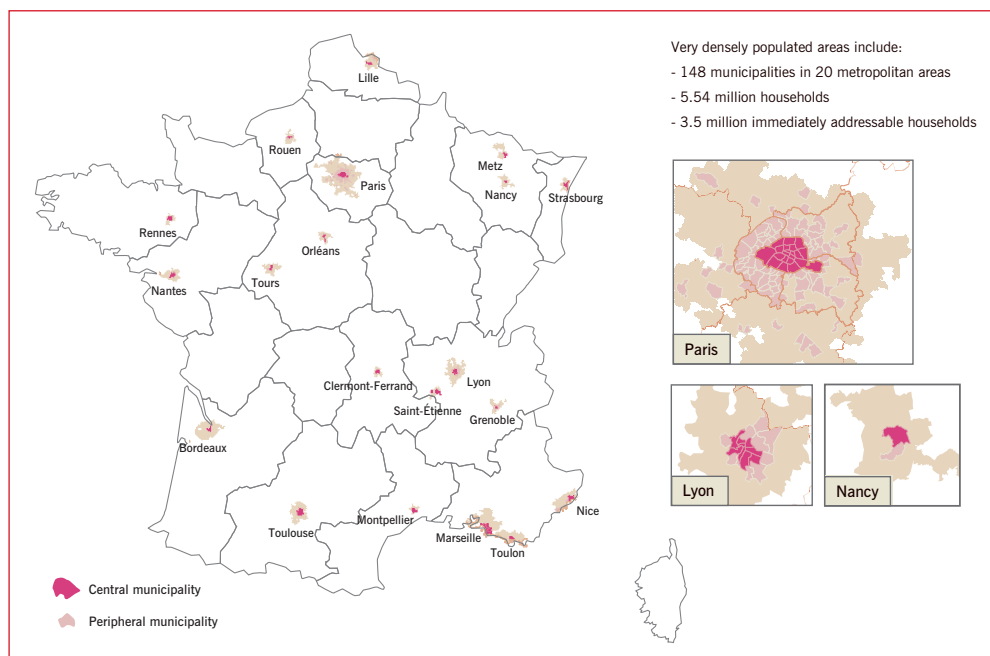 Very densely populated areas include:
- 148 municipalities in 20 metropolitan areas
- 5.54 million households
- 3.5 million immediately addressable households
Lille
Rouen
Paris
Metz
Nancy
Strasbourg
Rennes
Orléans
Nantes
Tours
Clermont-Ferrand
Lyon
Saint-Étienne
Grenoble
Bordeaux
Toulouse
Montpellier
Marseille
Toulon
Nice
Paris
Lyon
Nancy
Central municipality
Peripheral municipality